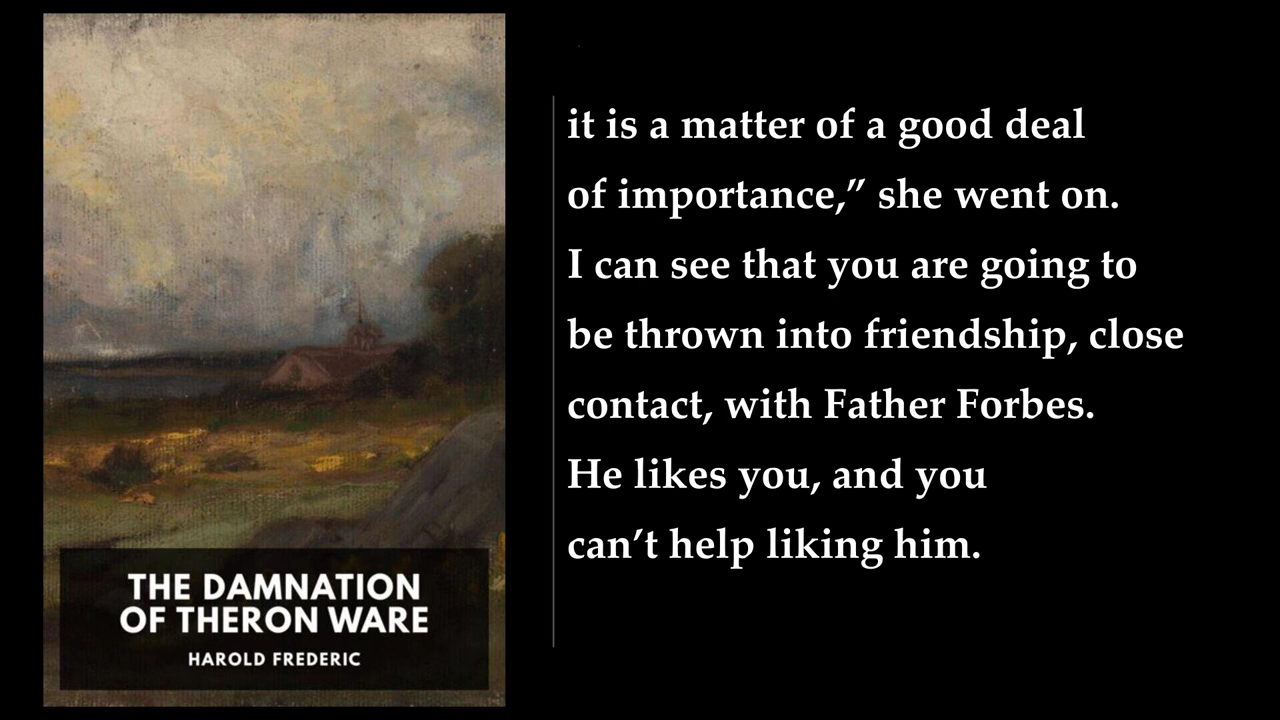 THE DAMNATION
OF THERON WARE
HAROLD FREDERIC
it is a matter of a good deal
of importance,” she went on.
I can see that you are going to
be thrown into friendship, close
contact, with Father Forbes.
He likes you, and you
can’t help liking him.